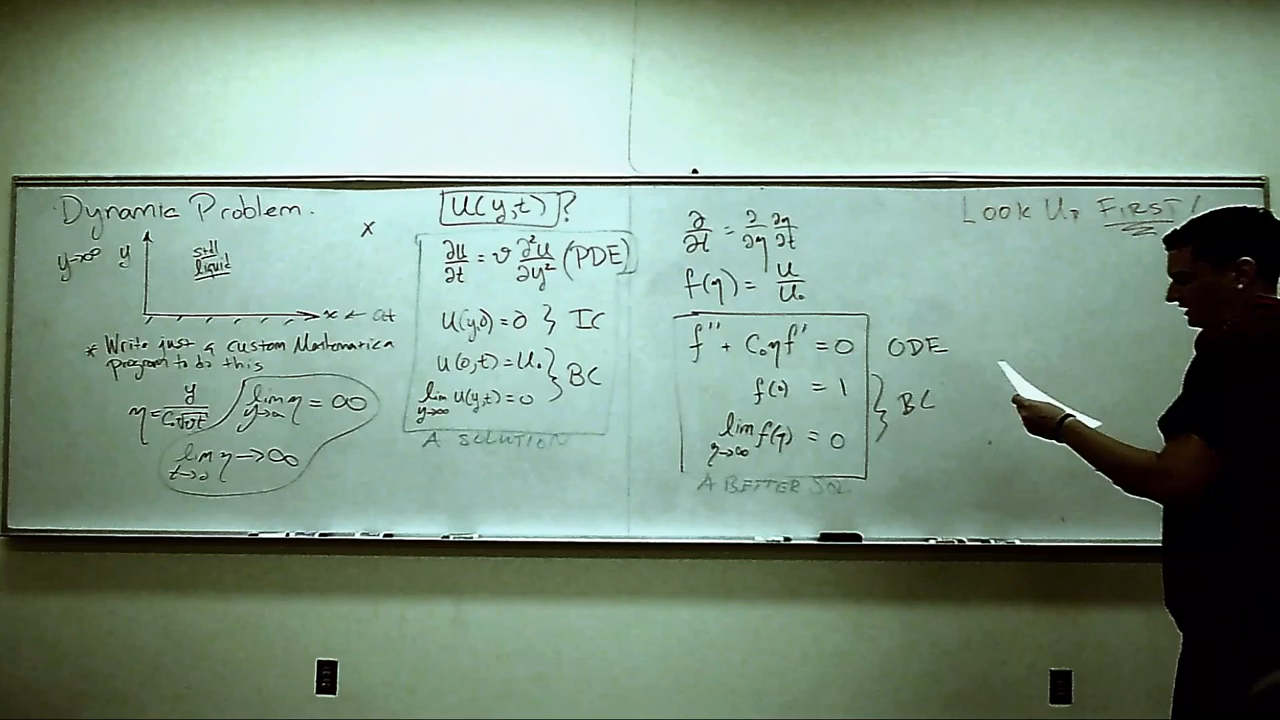 Dynamic Problem.
y→∞ y
still
liquid
x
* Write just a custom Mathematica
program to do this
η = y/(C₀√νt)
lim y→∞ η = ∞
lim t→0 η → ∞
x
U(y,t)?
∂u/∂t = ν ∂²u/∂y² (PDE)
U(y,0) = 0 } IC
U(0,t) = U₀ } BC
lim y→∞ U(y,t) = 0
A SOLUTION
∂/∂t = ∂/∂η ∂η/∂t
f(η) = u/U₀
f'' + C₀ηf' = 0 ODE
f(0) = 1 } BC
lim η→∞ f(η) = 0
A BETTER SOL
LOOK UP FIRST!